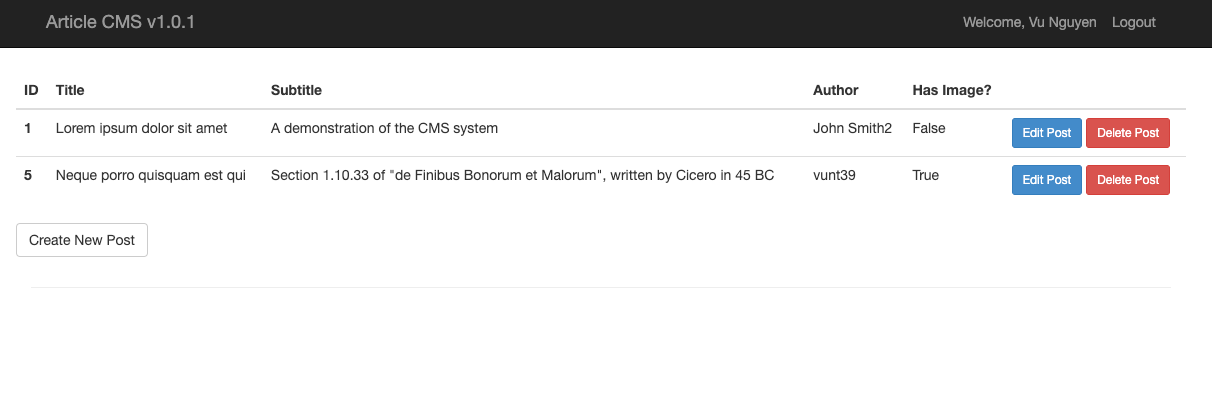 Article CMS v1.0.1 Welcome, Vu Nguyen Logout
ID Title Subtitle Author Has Image?
1 Lorem ipsum dolor sit amet A demonstration of the CMS system John Smith2 False Edit Post Delete Post
5 Neque porro quisquam est qui Section 1.10.33 of "de Finibus Bonorum et Malorum", written by Cicero in 45 BC vunt39 True Edit Post Delete Post
Create New Post